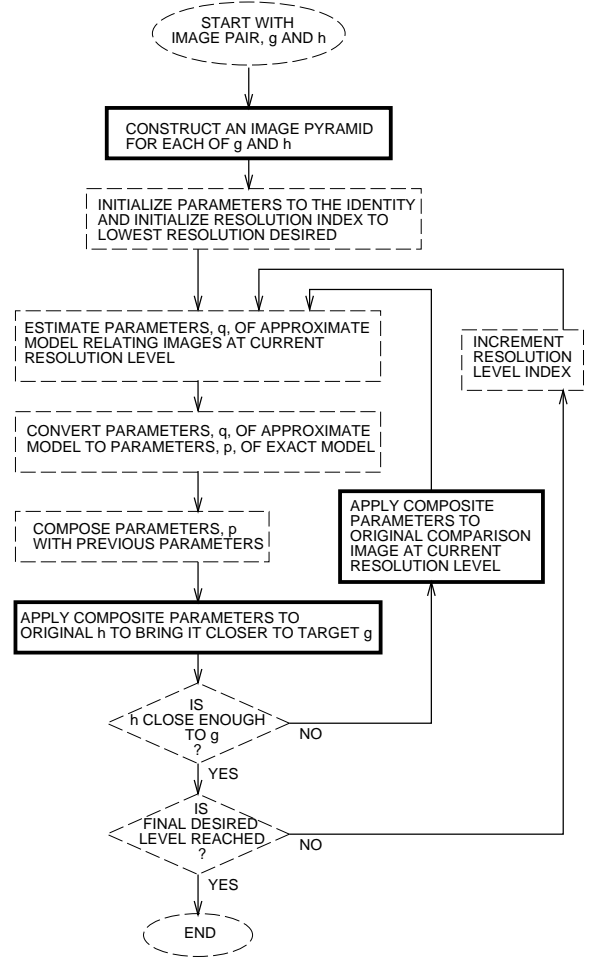 START WITH
IMAGE PAIR, g AND h
CONSTRUCT AN IMAGE PYRAMID
FOR EACH OF g AND h
INITIALIZE PARAMETERS TO THE IDENTITY
AND INITIALIZE RESOLUTION INDEX TO
LOWEST RESOLUTION DESIRED
ESTIMATE PARAMETERS, q, OF APPROXIMATE
MODEL RELATING IMAGES AT CURRENT
RESOLUTION LEVEL
INCREMENT
RESOLUTION
LEVEL INDEX
CONVERT PARAMETERS, q, OF APPROXIMATE
MODEL TO PARAMETERS, p, OF EXACT MODEL
COMPOSE PARAMETERS, p
WITH PREVIOUS PARAMETERS
APPLY COMPOSITE
PARAMETERS TO
ORIGINAL COMPARISON
IMAGE AT CURRENT
RESOLUTION LEVEL
APPLY COMPOSITE PARAMETERS TO
ORIGINAL h TO BRING IT CLOSER TO TARGET g
IS
h CLOSE ENOUGH
TO g
?
NO
YES
IS
FINAL DESIRED
LEVEL REACHED
?
NO
YES
END